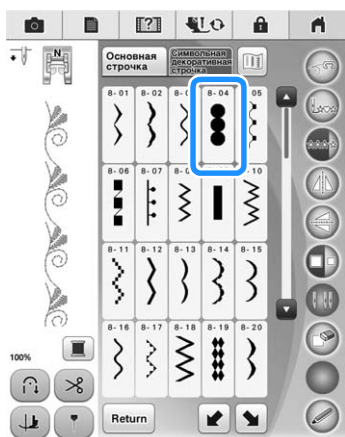 N
Основная
строчка
Символьная
декоративная
строчка
8-01 8-02 8-04 05
8-06 8-07 10
8-11 8-12 8-13 8-14 8-15
8-16 8-17 8-18 8-19 8-20
100%
Return